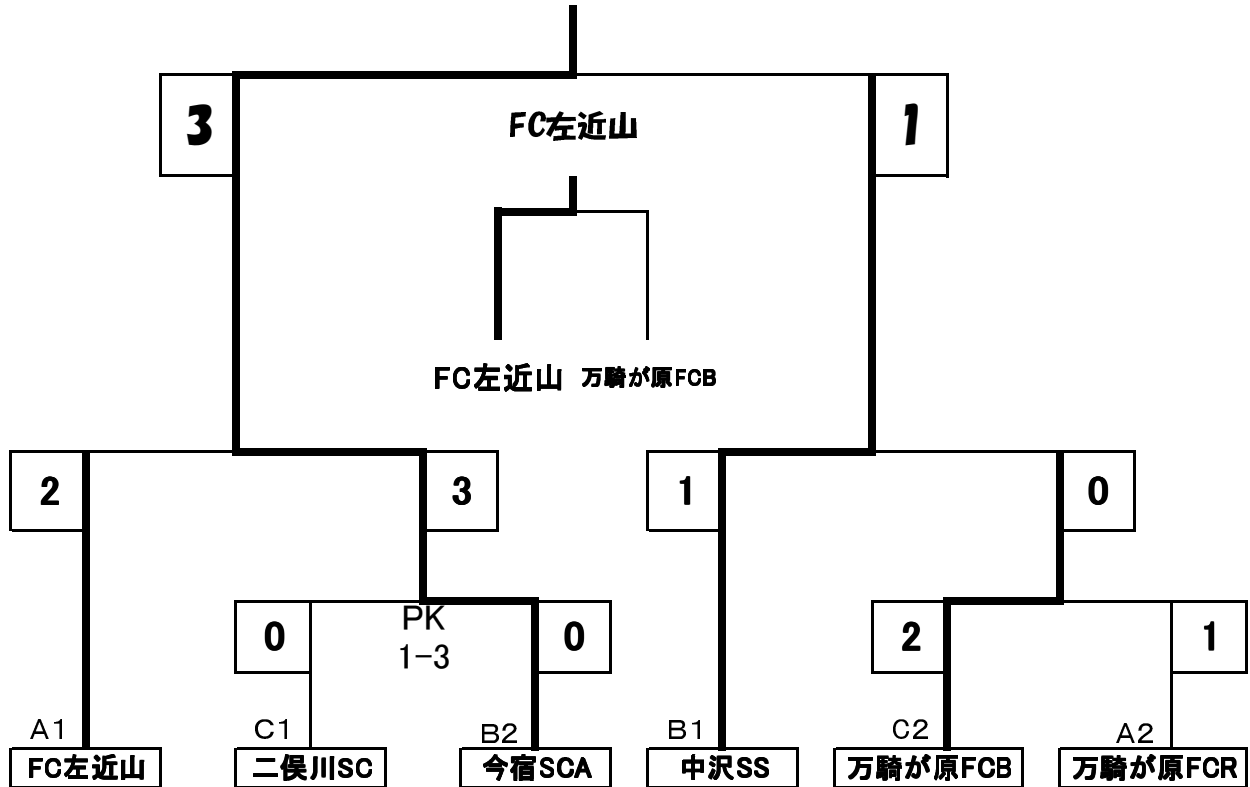 3
FC左近山
1
FC左近山 万騎が原FCB
2
3
1
0
0
PK
1-3
0
2
1
A1
C1
B2
B1
C2
A2
FC左近山
二俣川SC
今宿SCA
中沢SS
万騎が原FCB
万騎が原FCR